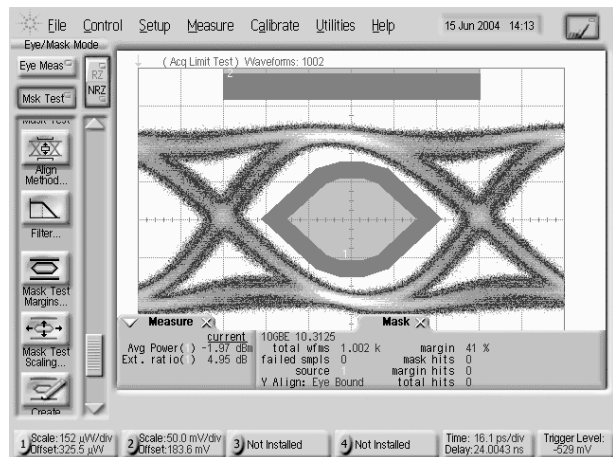 File Control Setup Measure Calibrate Utilities Help 15 Jun 2004 14:13
Eye/Mask Mode
( Acq Limit Test) Waveforms: 1002
Eye Meas
RZ
NRZ
Msk Test
2
Align
Method...
Filter...
Mask Test
Margins...
Mask Test
Scaling...
Create
1
Measure
current
Avg Power( ) -1.97 dBm
Ext. ratio( ) 4.95 dB
Mask
10GBE 10.3125
total wfms 1.002 k margin 41 %
failed smpls 0 mask hits 0
source 1 margin hits 0
Y Align: Eye Bound total hits 0
1 Scale:152 µW/div
Offset:325.5 µW
2 Scale:50.0 mV/div
Offset:183.6 mV
3 Not Installed
4 Not Installed
Time: 16.1 ps/div
Delay:24.0043 ns
Trigger Level:
-529 mV